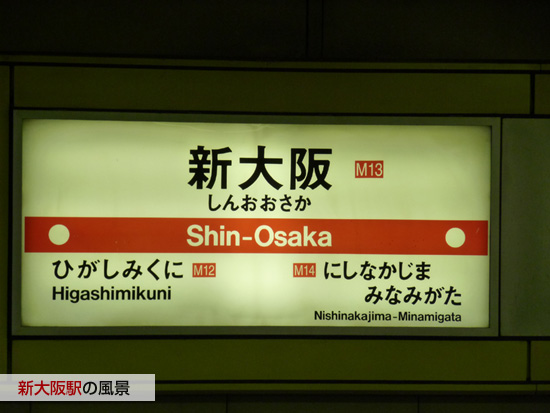 新大阪 M13
しんおおさか
Shin-Osaka
ひがしみくに M12
Higashimikuni
M14 にしなかじま
みなみがた
Nishinakajima-Minamigata
新大阪駅の風景